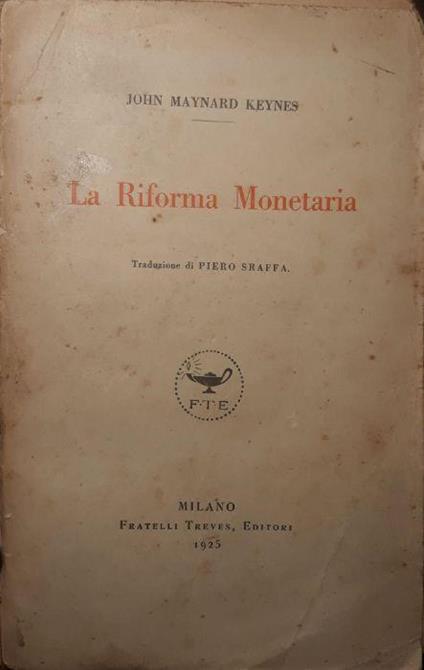 JOHN MAYNARD KEYNES
La Riforma Monetaria
Traduzione di PIERO SRAFFA.
F·T·E
MILANO
FRATELLI TREVES, EDITORI
1925